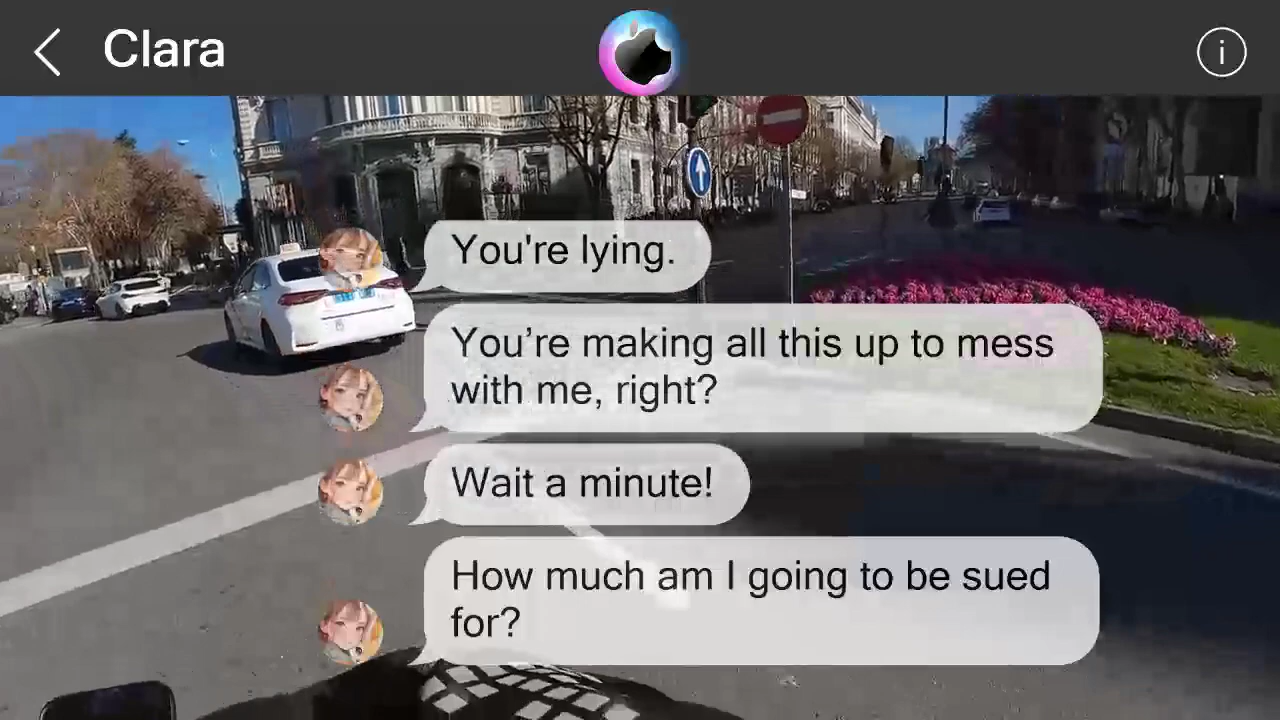 Clara
You're lying.
You’re making all this up to mess
with me, right?
Wait a minute!
How much am I going to be sued
for?